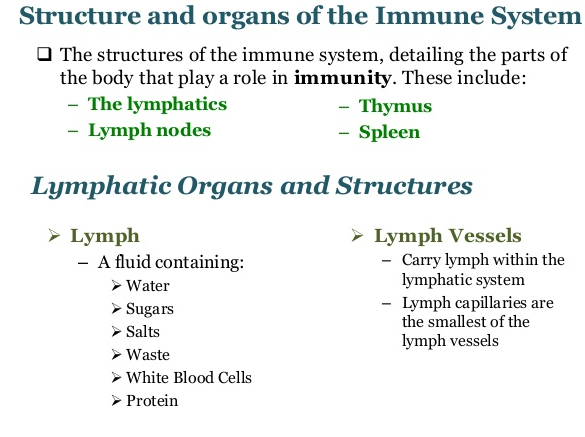 Structure and organs of the Immune System
❑ The structures of the immune system, detailing the parts of
the body that play a role in immunity. These include:
– The lymphatics
– Lymph nodes
– Thymus
– Spleen
Lymphatic Organs and Structures
➢ Lymph
– A fluid containing:
➢ Water
➢ Sugars
➢ Salts
➢ Waste
➢ White Blood Cells
➢ Protein
➢ Lymph Vessels
– Carry lymph within the
lymphatic system
– Lymph capillaries are
the smallest of the
lymph vessels